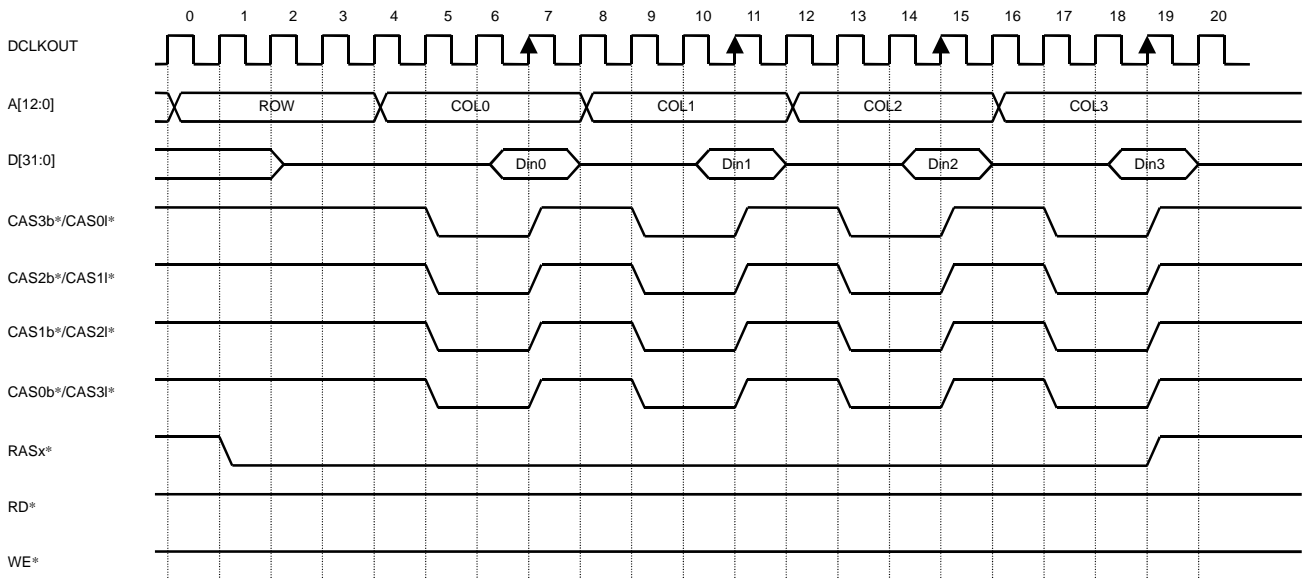 0 1 2 3 4 5 6 7 8 9 10 11 12 13 14 15 16 17 18 19 20
DCLKOUT
A[12:0] ROW COL0 COL1 COL2 COL3
D[31:0] Din0 Din1 Din2 Din3
CAS3b*/CAS0l*
CAS2b*/CAS1l*
CAS1b*/CAS2l*
CAS0b*/CAS3l*
RASx*
RD*
WE*